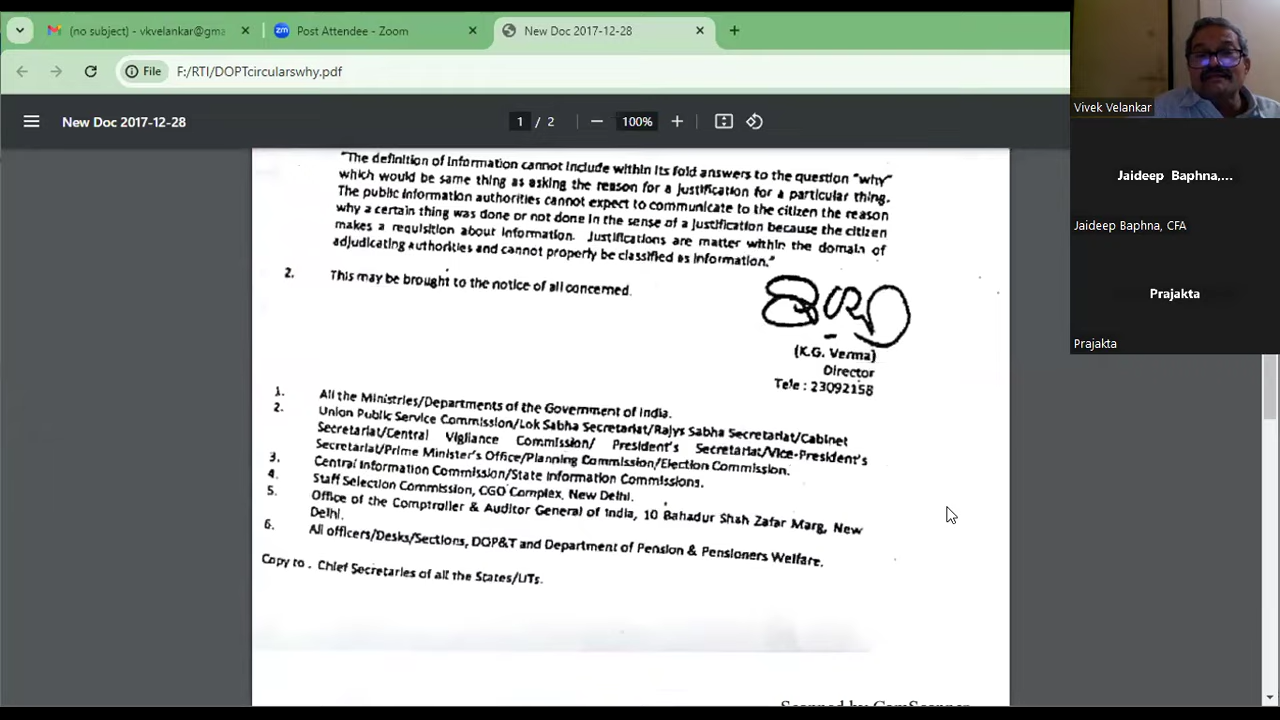 (no subject) - vkvelankar@gma
Post Attendee - Zoom
New Doc 2017-12-28
File
F:/RTI/DOPTcircularswhy.pdf
New Doc 2017-12-28
1 / 2
100%
Vivek Velankar
Jaideep Baphna,...
Jaideep Baphna, CFA
Prajakta
Prajakta
"The definition of information cannot include within its fold answers to the question "why"
which would be same thing as asking the reason for a justification for a particular thing.
The public information authorities cannot expect to communicate to the citizen the reason
why a certain thing was done or not done in the sense of a justification because the citizen
makes a requisition about information. Justifications are matter within the domain of
adjudicating authorities and cannot properly be classified as information."
2. This may be brought to the notice of all concerned.
(K.G. Verma)
Director
Tele : 23092158
1. All the Ministries/Departments of the Government of India.
2. Union Public Service Commission/Lok Sabha Secretariat/Rajys Sabha Secretariat/Cabinet
Secretariat/Central Vigilance Commission/ President's Secretariat/Vice-President's
Secretariat/Prime Minister's Office/Planning Commission/Election Commission.
3. Central Information Commission/State Information Commissions.
4. Staff Selection Commission, CGO Complex, New Delhi.
5. Office of the Comptroller & Auditor General of India, 10 Bahadur Shah Zafar Marg, New
Delhi.
6. All officers/Desks/Sections, DOP&T and Department of Pension & Pensioners Welfare.
Copy to . Chief Secretaries of all the States/UTs.